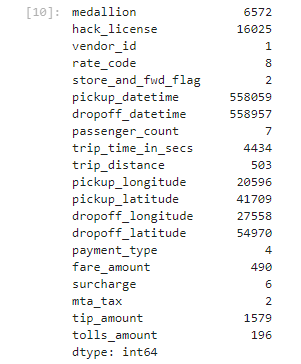 [10]: medallion 6572
hack_license 16025
vendor_id 1
rate_code 8
store_and_fwd_flag 2
pickup_datetime 558059
dropoff_datetime 558957
passenger_count 7
trip_time_in_secs 4434
trip_distance 503
pickup_longitude 20596
pickup_latitude 41709
dropoff_longitude 27558
dropoff_latitude 54970
payment_type 4
fare_amount 490
surcharge 6
mta_tax 2
tip_amount 1579
tolls_amount 196
dtype: int64